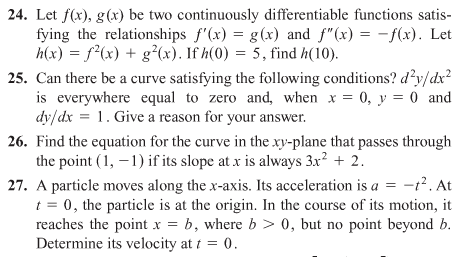 24. Let f(x), g(x) be two continuously differentiable functions satis-
fying the relationships f′(x) = g(x) and f″(x) = −f(x). Let
h(x) = f²(x) + g²(x). If h(0) = 5, find h(10).
25. Can there be a curve satisfying the following conditions? d²y/dx²
is everywhere equal to zero and, when x = 0, y = 0 and
dy/dx = 1. Give a reason for your answer.
26. Find the equation for the curve in the xy-plane that passes through
the point (1, −1) if its slope at x is always 3x² + 2.
27. A particle moves along the x-axis. Its acceleration is a = −t². At
t = 0, the particle is at the origin. In the course of its motion, it
reaches the point x = b, where b > 0, but no point beyond b.
Determine its velocity at t = 0.